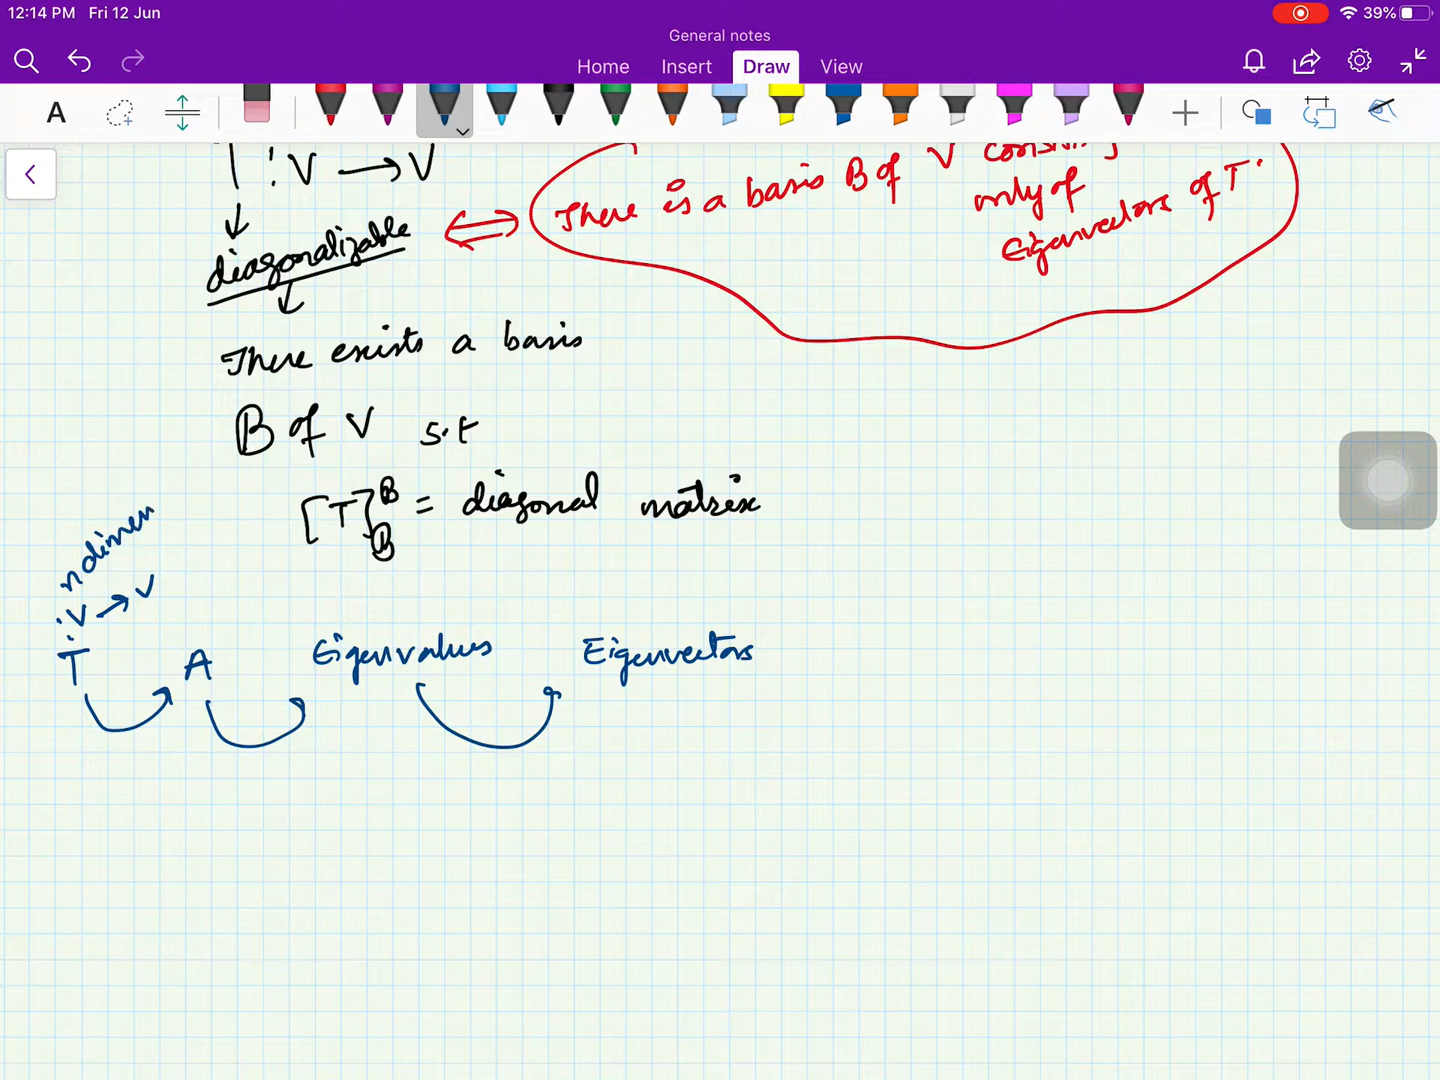 12:14 PM Fri 12 Jun
39%
General notes
Home Insert Draw View
A
T : V → V
There is a basis B of V consisting
only of
Eigenvectors of T.
diagonalizable
There exists a basis
B of V s.t
[T]
B
B
= diagonal matrix
n dimen
: V → V
T A Eigenvalues Eigenvectors